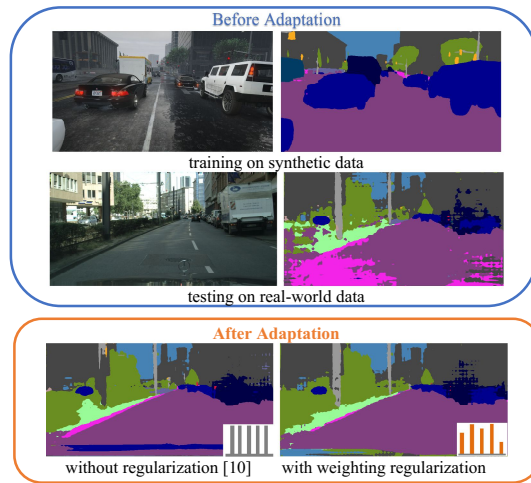 Before Adaptation
training on synthetic data
testing on real-world data
After Adaptation
without regularization [10]
with weighting regularization